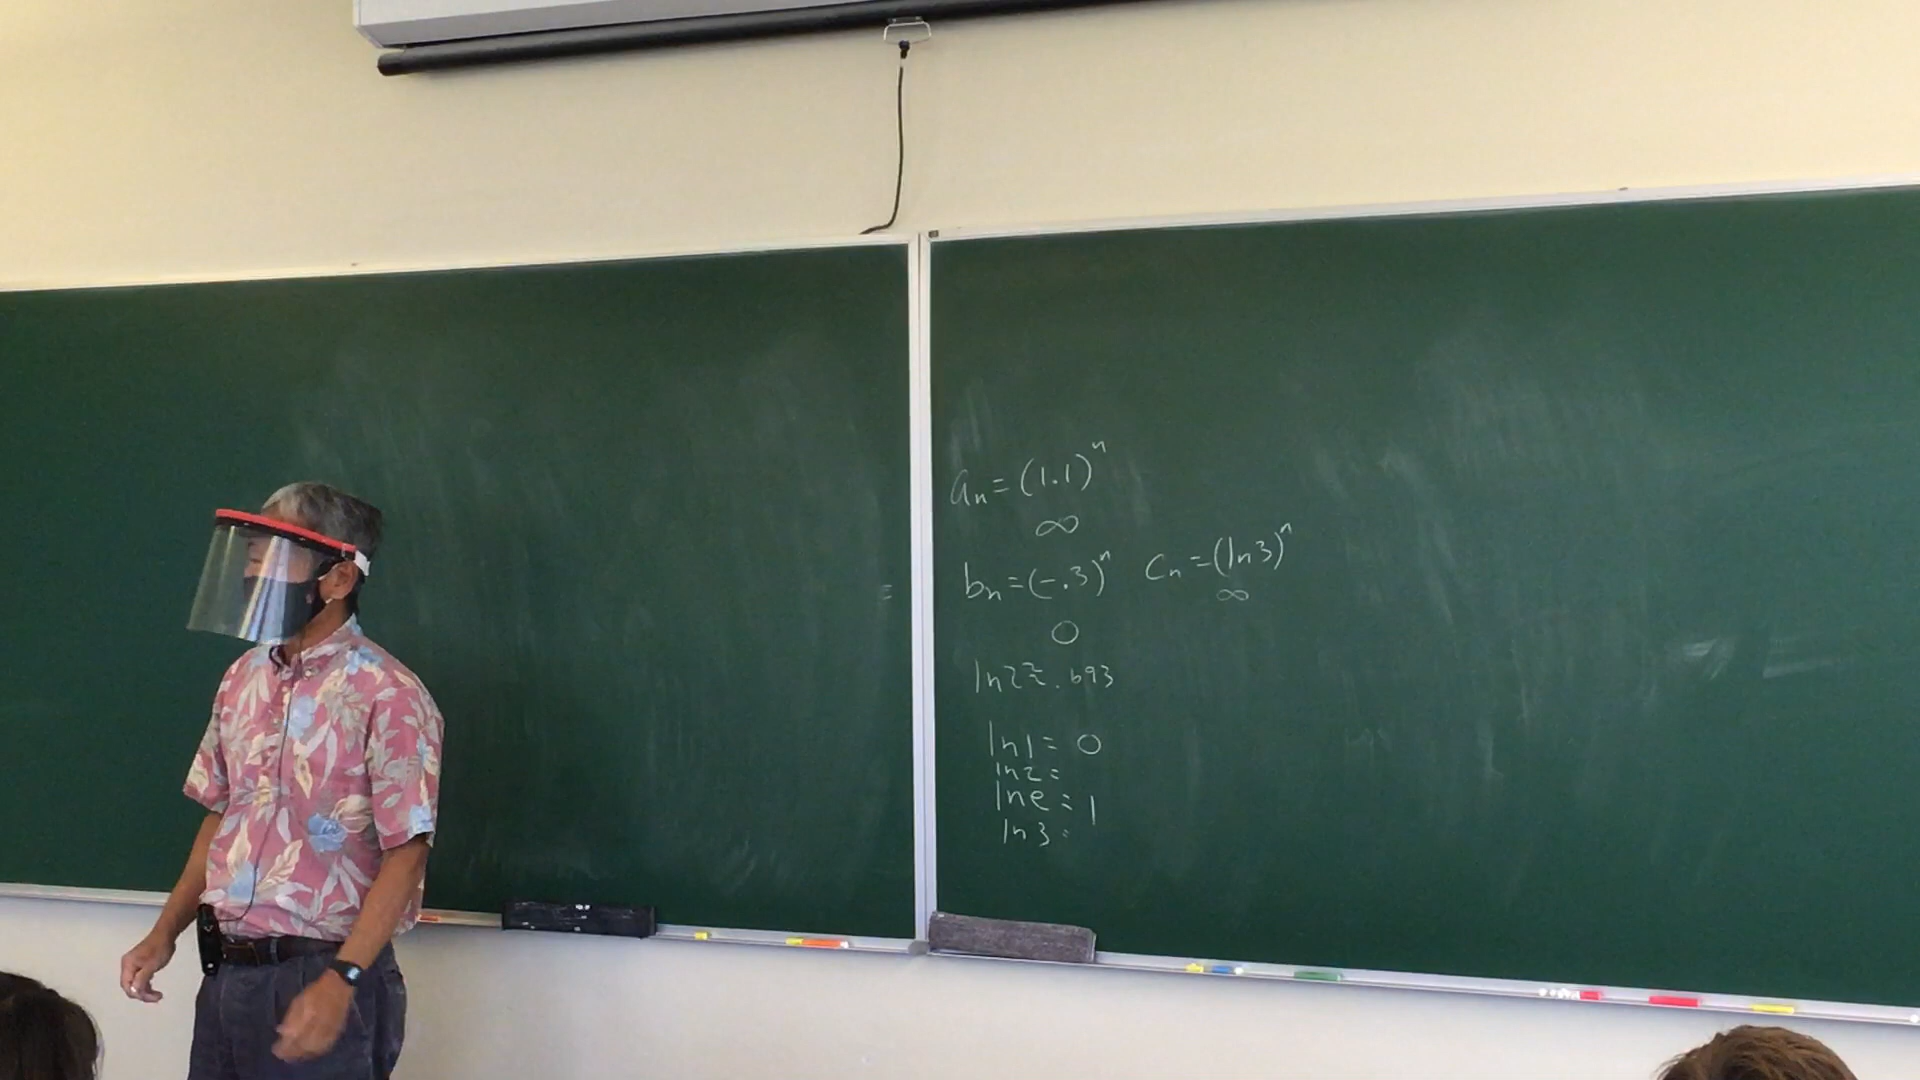 aₙ = (1.1)ⁿ
∞
bₙ = (-.3)ⁿ cₙ = (ln3)ⁿ
0 ∞
ln2 ≈ .693
ln1 = 0
ln2 =
lne = 1
ln3 =